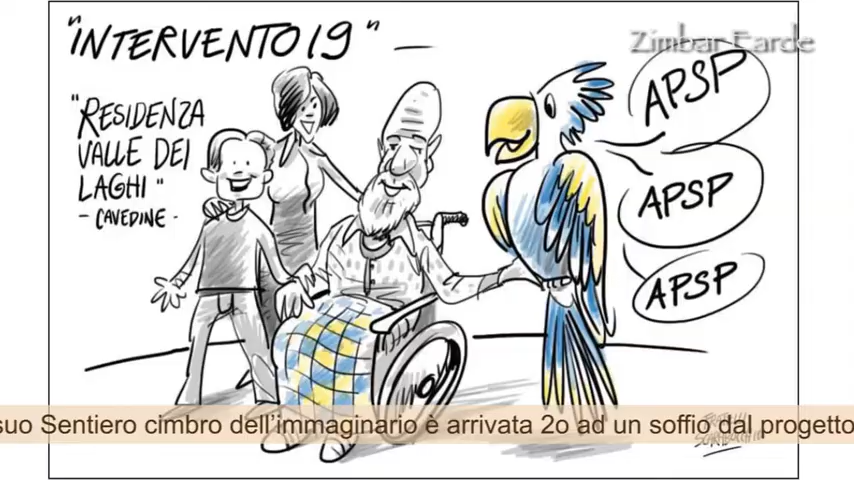 "INTERVENTO 19" —
Zimbar Earde
"RESIDENZA
VALLE DEI
LAGHI"
- CAVEDINE -
APSP
APSP
APSP
suo Sentiero cimbro dell'immaginario è arrivata 2o ad un soffio dal progetto